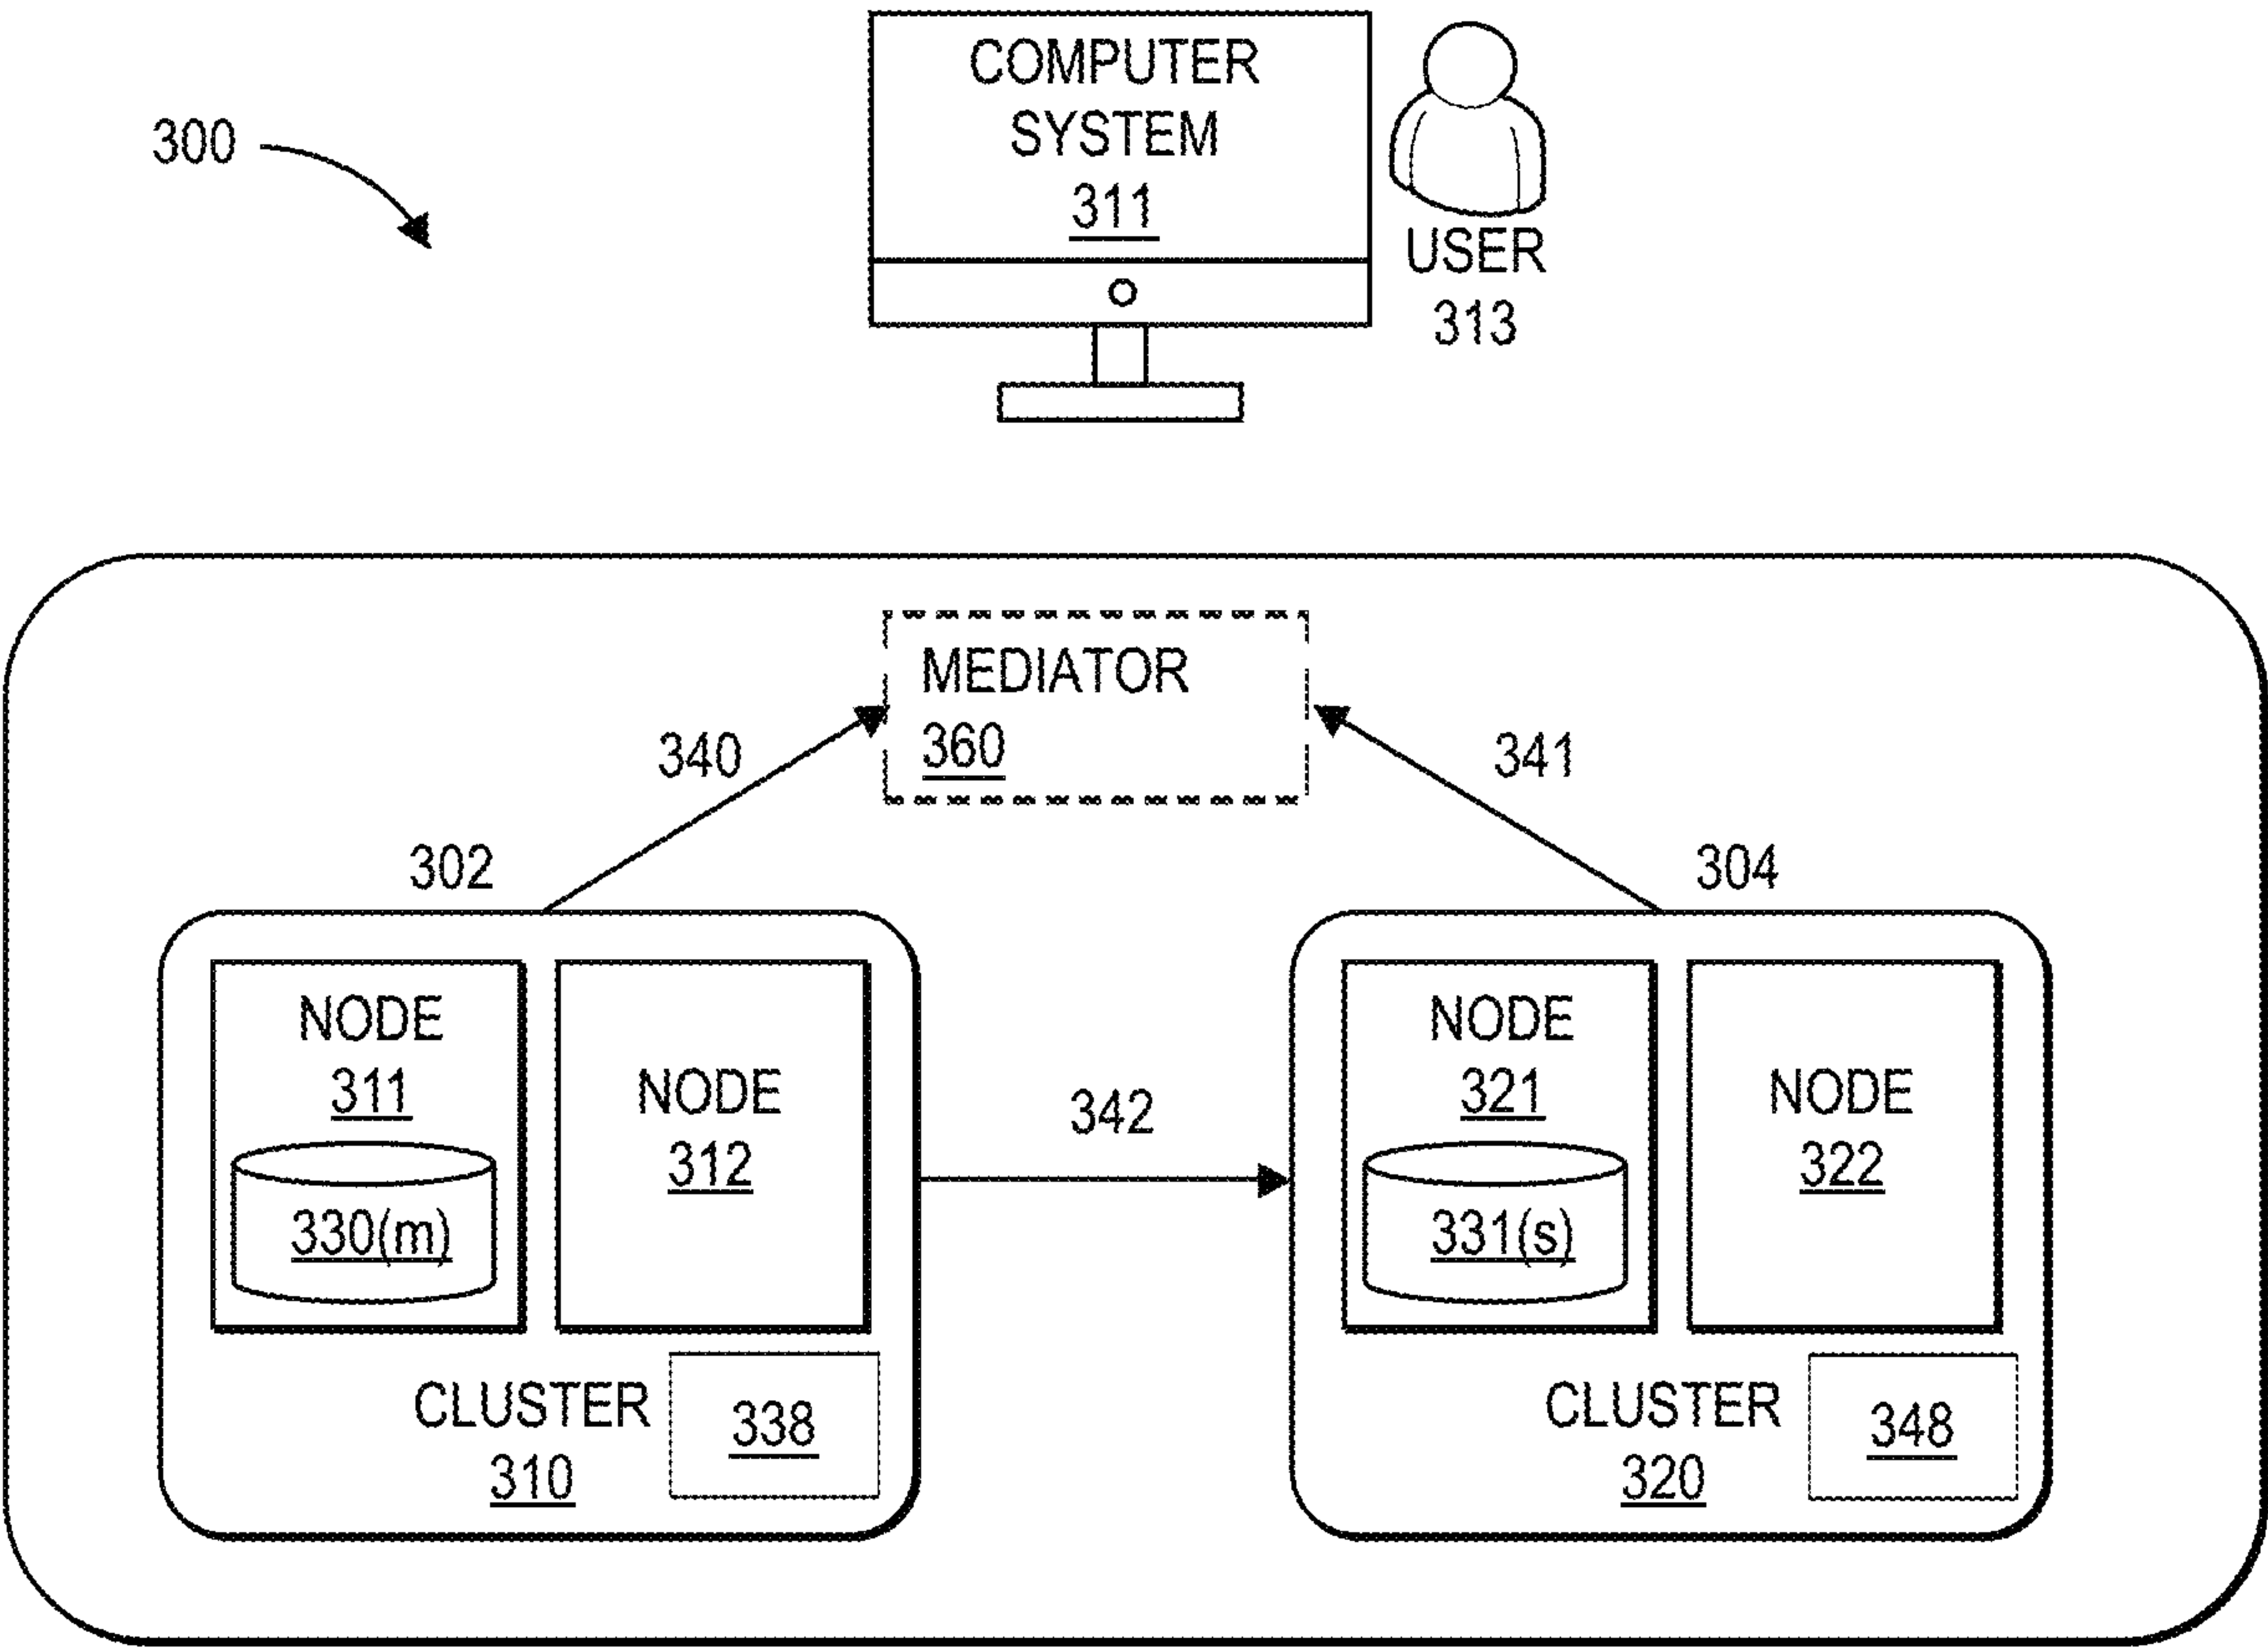 300
COMPUTER
SYSTEM
311
USER
313
MEDIATOR
360
340
341
302
304
NODE
311
330(m)
NODE
312
342
NODE
321
331(s)
NODE
322
CLUSTER
310
338
CLUSTER
320
348